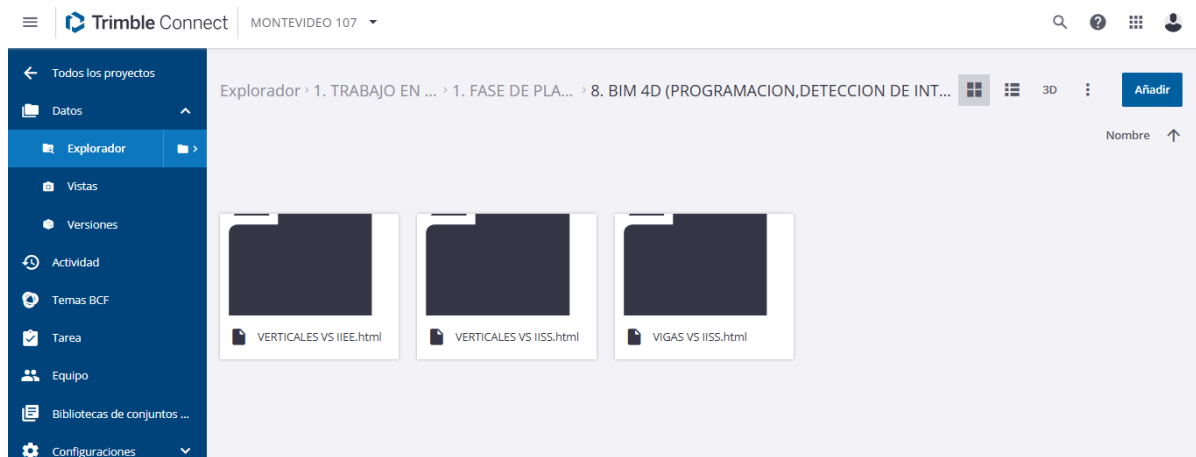 Trimble Connect MONTEVIDEO 107
Todos los proyectos
Datos
Explorador
Vistas
Versiones
Actividad
Temas BCF
Tarea
Equipo
Bibliotecas de conjuntos ...
Configuraciones
Explorador > 1. TRABAJO EN ... > 1. FASE DE PLA... > 8. BIM 4D (PROGRAMACION,DETECCION DE INT...
3D
Añadir
Nombre
VERTICALES VS IIEE.html
VERTICALES VS IISS.html
VIGAS VS IISS.html